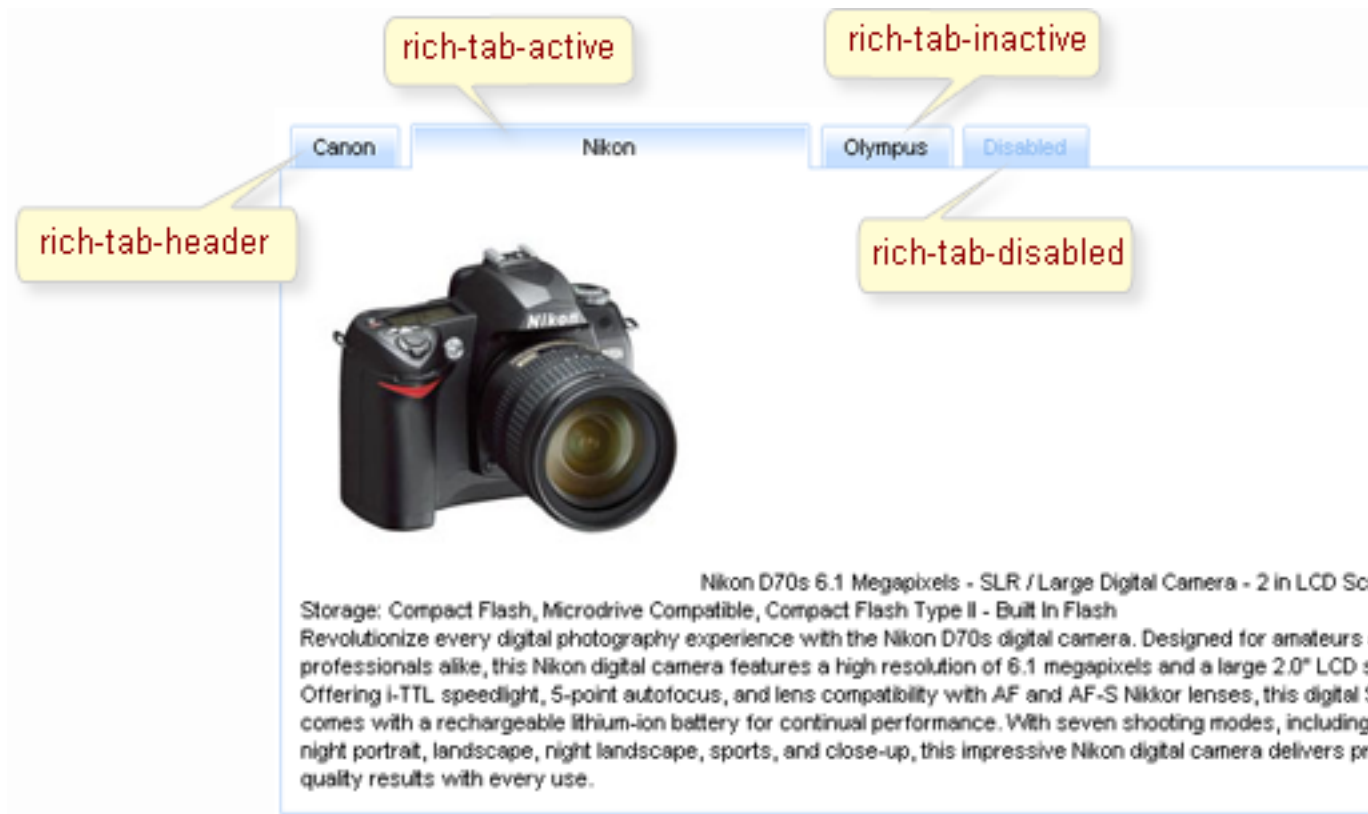 rich-tab-active
rich-tab-inactive
Canon
Nikon
Olympus
Disabled
rich-tab-header
rich-tab-disabled
Nikon
Nikon D70s 6.1 Megapixels - SLR / Large Digital Camera - 2 in LCD Sc
Storage: Compact Flash, Microdrive Compatible, Compact Flash Type II - Built In Flash
Revolutionize every digital photography experience with the Nikon D70s digital camera. Designed for amateurs
professionals alike, this Nikon digital camera features a high resolution of 6.1 megapixels and a large 2.0" LCD s
Offering i-TTL speedlight, 5-point autofocus, and lens compatibility with AF and AF-S Nikkor lenses, this digital S
comes with a rechargeable lithium-ion battery for continual performance. With seven shooting modes, including
night portrait, landscape, night landscape, sports, and close-up, this impressive Nikon digital camera delivers pr
quality results with every use.